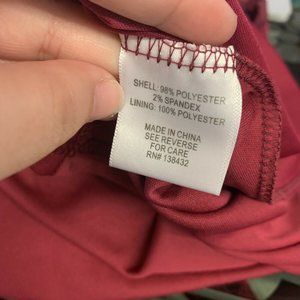 SHELL: 98% POLYESTER
2% SPANDEX
LINING: 100% POLYESTER
MADE IN CHINA
SEE REVERSE
FOR CARE
RN# 138432